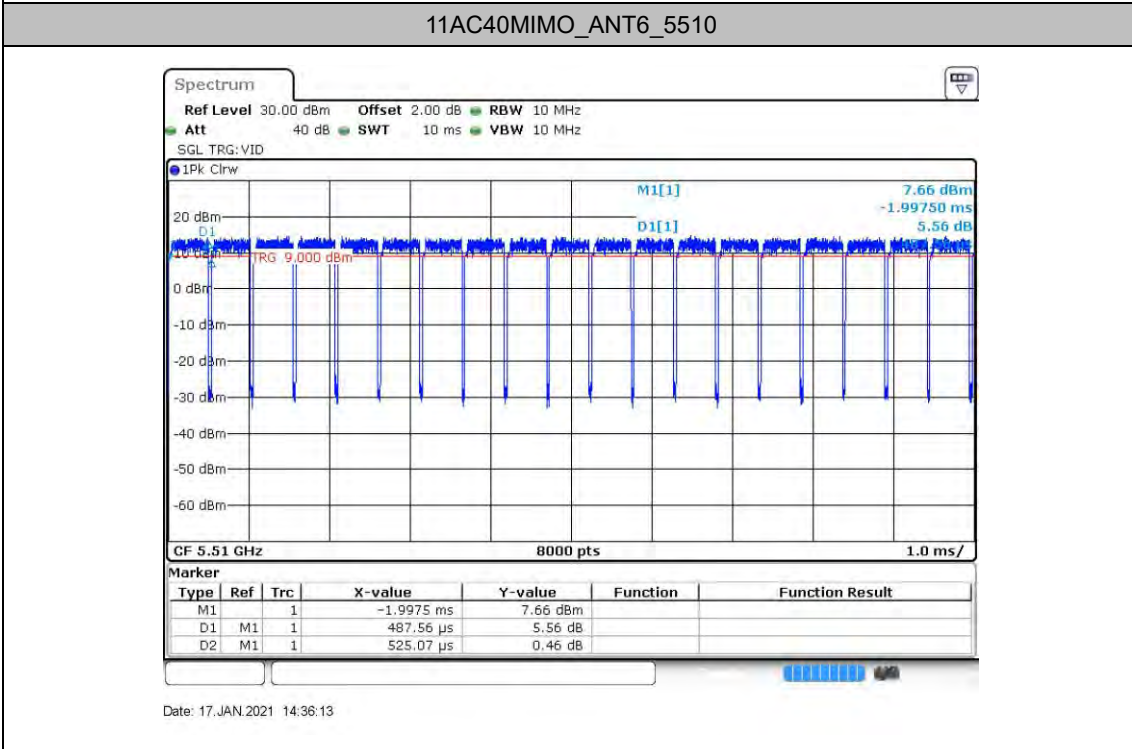 11AC40MIMO_ANT6_5510
Spectrum
Ref Level 30.00 dBm Offset 2.00 dB RBW 10 MHz
Att 40 dB SWT 10 ms VBW 10 MHz
SGL TRG:VID
1Pk Clrw
M1[1] 7.66 dBm
-1.99750 ms
20 dBm
D1[1] 5.56 dB
D1
TRG 9.000 dBm
0 dBm
-10 dBm
-20 dBm
-30 dBm
-40 dBm
-50 dBm
-60 dBm
CF 5.51 GHz 8000 pts 1.0 ms/
Marker
Type Ref Trc X-value Y-value Function Function Result
M1 1 -1.9975 ms 7.66 dBm
D1 M1 1 487.56 µs 5.56 dB
D2 M1 1 525.07 µs 0.46 dB
Date: 17.JAN.2021 14:36:13